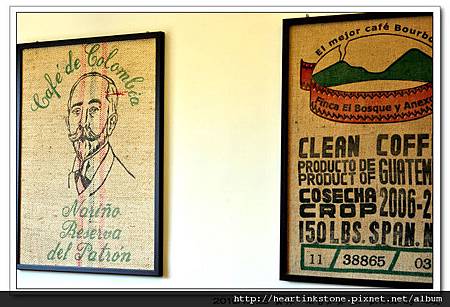 Café de Colombia
Nariño
Reserva
del Patrón
El mejor café Bourbo
Finca El Bosque y Anexo
CLEAN COFF
PRODUCTO DE
PRODUCT OF GUATEM
COSECHA
CROP 2006-2
150 LBS. SPAN. N
11 38865 03
http://heartinkstone.pixnet.net/album